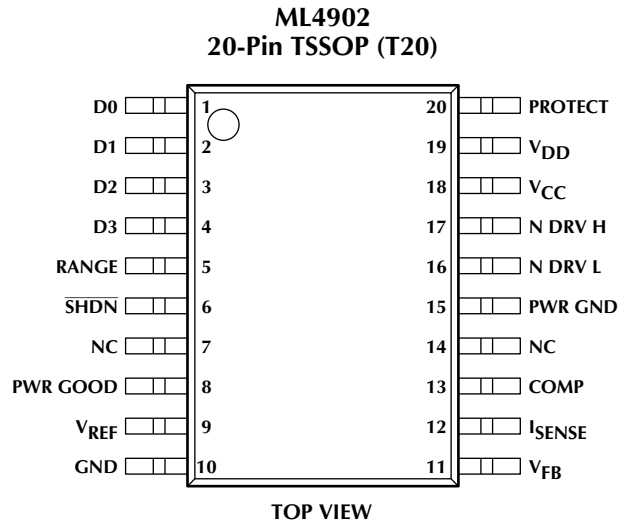 ML4902
20-Pin TSSOP (T20)
D0 1 20 PROTECT
D1 2 19 VDD
D2 3 18 VCC
D3 4 17 N DRV H
RANGE 5 16 N DRV L
SHDN 6 15 PWR GND
NC 7 14 NC
PWR GOOD 8 13 COMP
VREF 9 12 ISENSE
GND 10 11 VFB
TOP VIEW